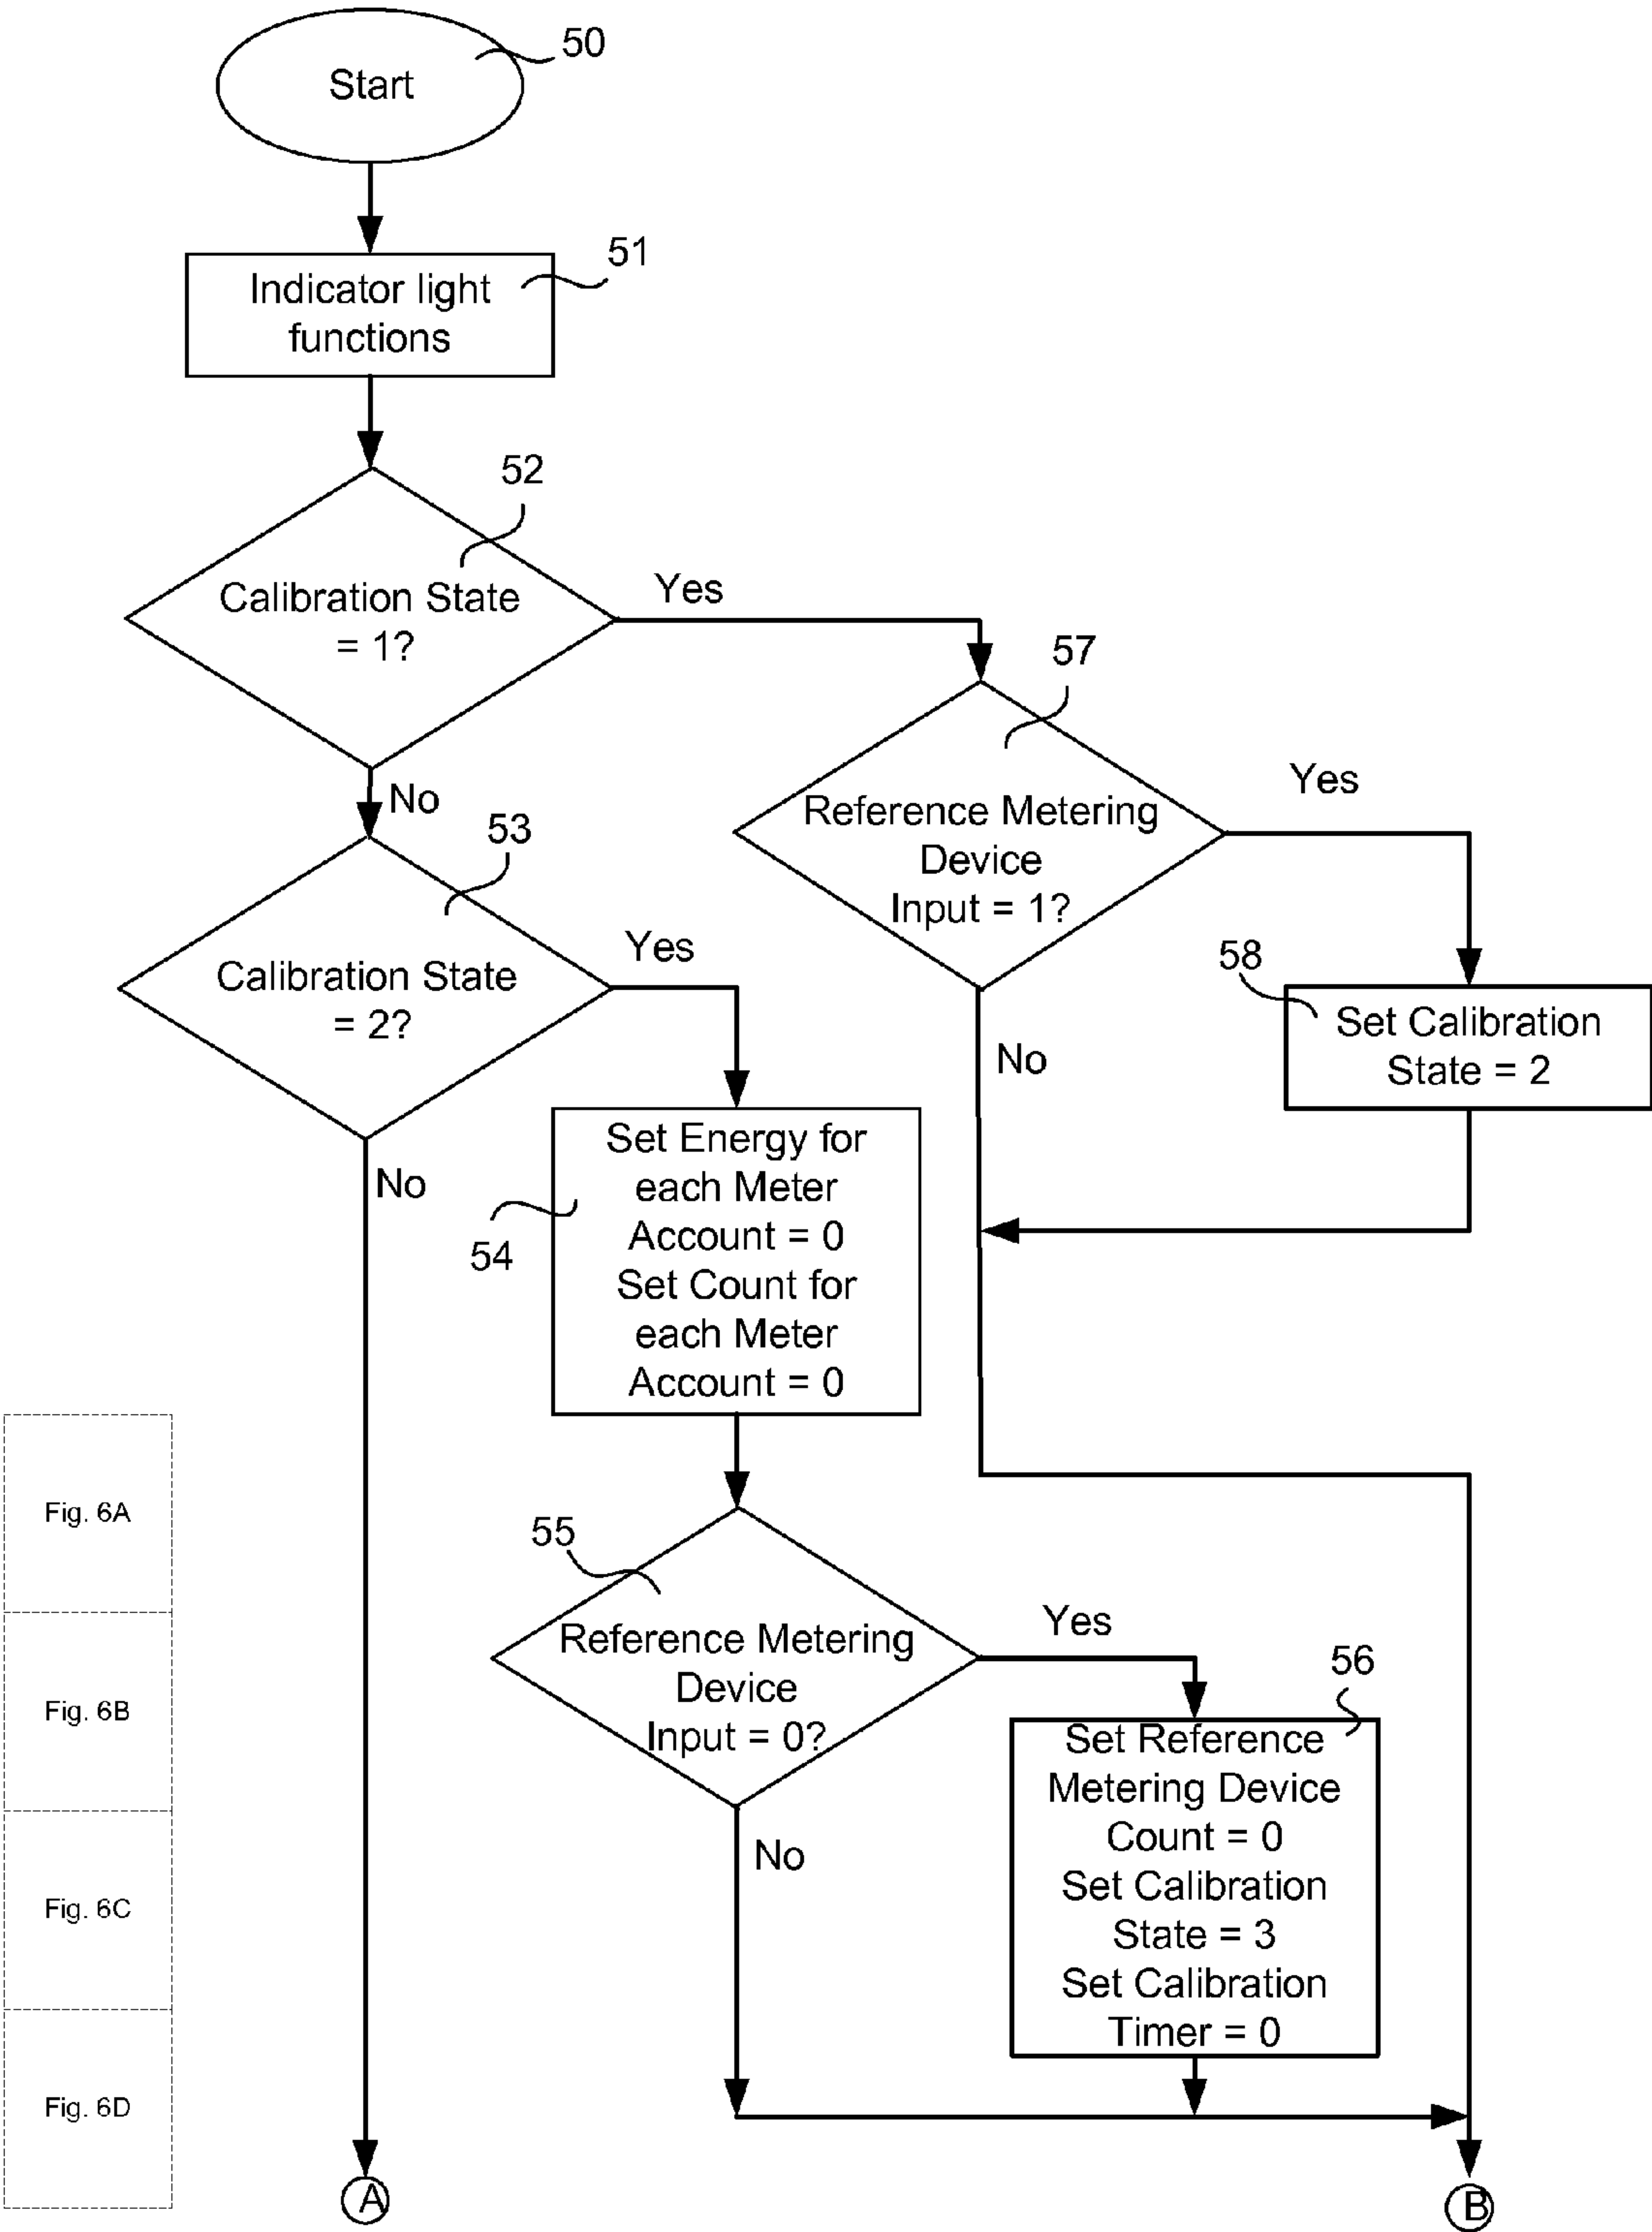 50
Start
51
Indicator light
functions
52
Calibration State
= 1?
Yes
No
57
Reference Metering
Device
Input = 1?
Yes
No
58
Set Calibration
State = 2
53
Calibration State
= 2?
Yes
No
54
Set Energy for
each Meter
Account = 0
Set Count for
each Meter
Account = 0
55
Reference Metering
Device
Input = 0?
Yes
No
56
Set Reference
Metering Device
Count = 0
Set Calibration
State = 3
Set Calibration
Timer = 0
Fig. 6A
Fig. 6B
Fig. 6C
Fig. 6D
A
B